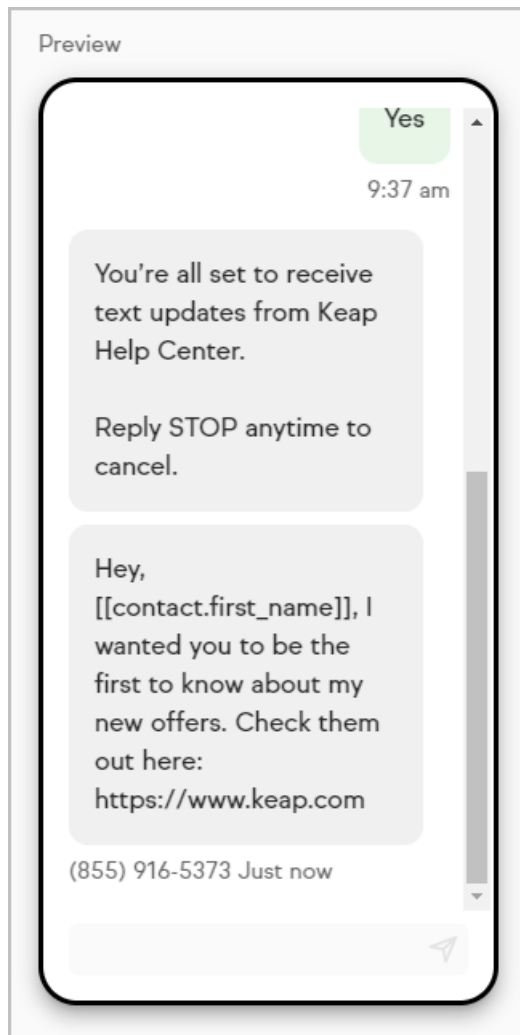 Preview
Yes
9:37 am
You're all set to receive
text updates from Keap
Help Center.
Reply STOP anytime to
cancel.
Hey,
[[contact.first_name]], I
wanted you to be the
first to know about my
new offers. Check them
out here:
https://www.keap.com
(855) 916-5373 Just now